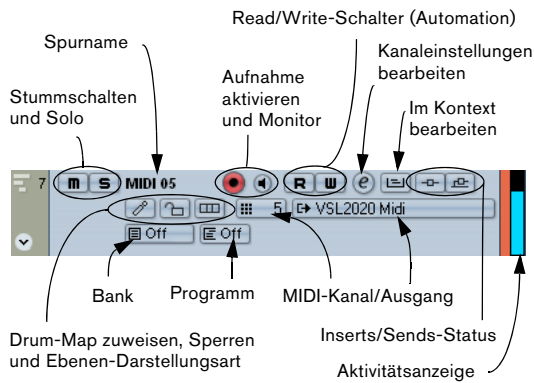 Read/Write-Schalter (Automation)
Spurname
Kanaleinstellungen
bearbeiten
Aufnahme
aktivieren
und Monitor
Stummschalten
und Solo
Im Kontext
bearbeiten
7 m S MIDI 05 R W e
5 VSL2020 Midi
Off Off
Bank
Programm
MIDI-Kanal/Ausgang
Drum-Map zuweisen, Sperren
und Ebenen-Darstellungsart
Inserts/Sends-Status
Aktivitätsanzeige